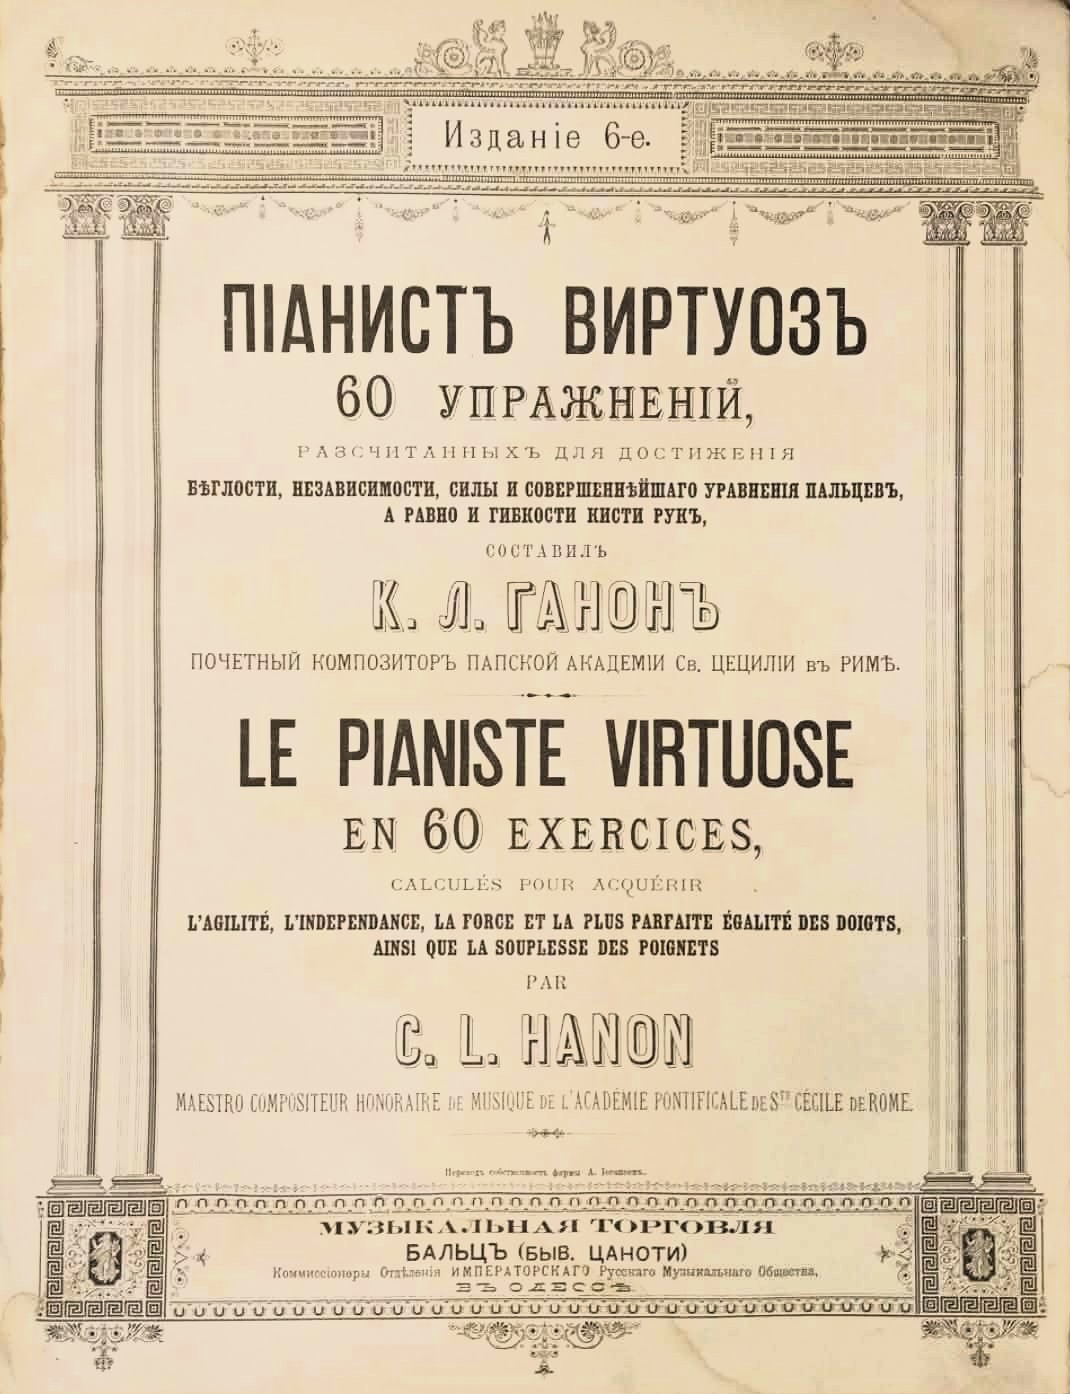 Изданіе 6-е.
ПІАНИСТЪ ВИРТУОЗЪ
60 УПРАЖНЕНІЙ,
РАЗСЧИТАННЫХЪ ДЛЯ ДОСТИЖЕНІЯ
БѢГЛОСТИ, НЕЗАВИСИМОСТИ, СИЛЫ И СОВЕРШЕННѢЙШАГО УРАВНЕНІЯ ПАЛЬЦЕВЪ,
А РАВНО И ГИБКОСТИ КИСТИ РУКЪ,
СОСТАВИЛЪ
К. Л. ГАНОНЪ
ПОЧЕТНЫЙ КОМПОЗИТОРЪ ПАПСКОЙ АКАДЕМІИ Св. ЦЕЦИЛІИ въ РИМѢ.
LE PIANISTE VIRTUOSE
EN 60 EXERCICES,
CALCULÉS POUR ACQUÉRIR
L'AGILITÉ, L'INDEPENDANCE, LA FORCE ET LA PLUS PARFAITE ÉGALITÉ DES DOIGTS,
AINSI QUE LA SOUPLESSE DES POIGNETS
PAR
C. L. HANON
MAESTRO COMPOSITEUR HONORAIRE DE MUSIQUE DE L'ACADÉMIE PONTIFICALE DE STE CÉCILE DE ROME.
Переводъ собственность фирмы А.
МУЗЫКАЛЬНАЯ ТОРГОВЛЯ
БАЛЬЦЪ (БЫВ. ЦАНОТИ)
Коммиссіонеры Отдѣленія ИМПЕРАТОРСКАГО Русскаго Музыкальнаго Общества,
ВЪ ОДЕССѢ.